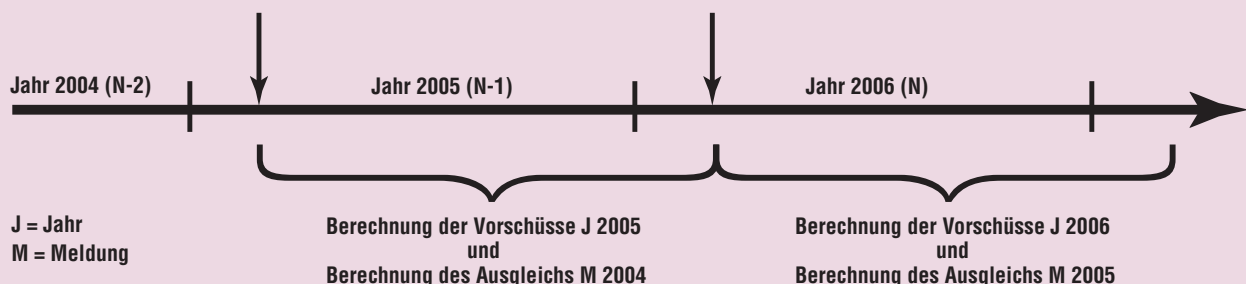 Jahr 2004 (N-2)
Jahr 2005 (N-1)
Jahr 2006 (N)
J = Jahr
M = Meldung
Berechnung der Vorschüsse J 2005
und
Berechnung des Ausgleichs M 2004
Berechnung der Vorschüsse J 2006
und
Berechnung des Ausgleichs M 2005